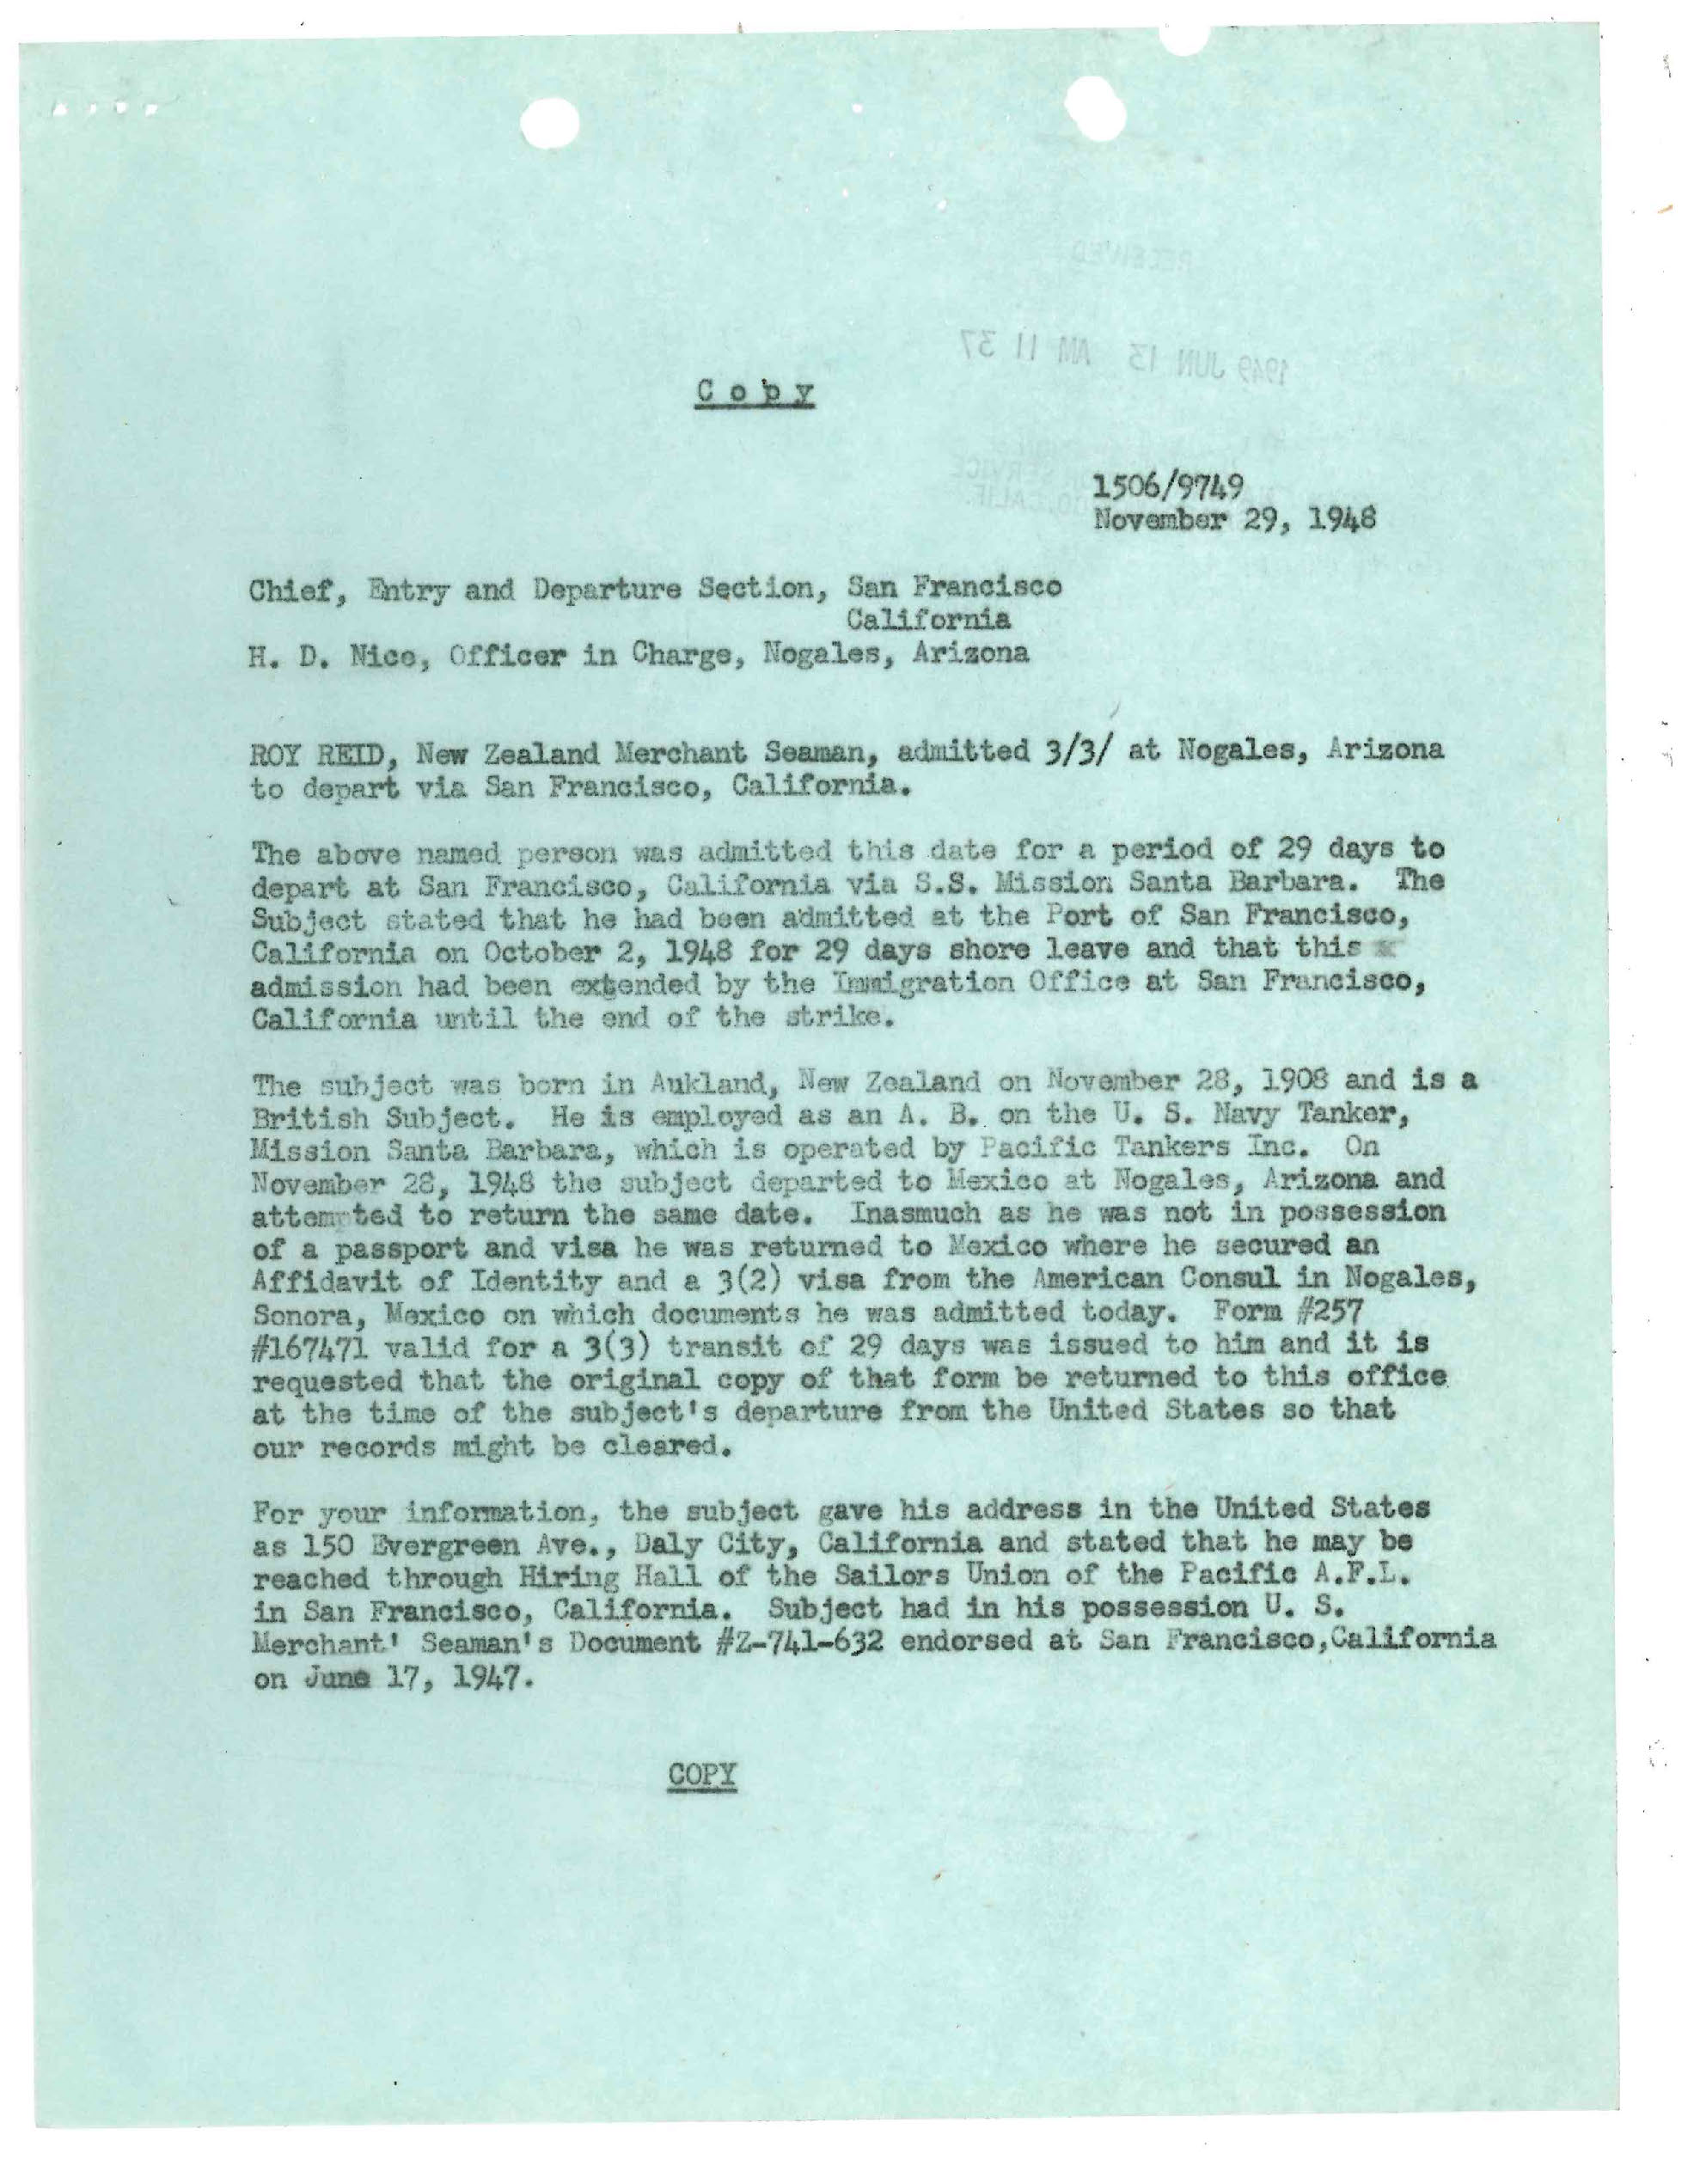 RECEIVED
1949 JUN 13 AM 11 37
C o p y
1506/9749
November 29, 1948
Chief, Entry and Departure Section, San Francisco
California
H. D. Nice, Officer in Charge, Nogales, Arizona
ROY REID, New Zealand Merchant Seaman, admitted 3/3/ at Nogales, Arizona
to depart via San Francisco, California.
The above named person was admitted this date for a period of 29 days to
depart at San Francisco, California via S.S. Mission Santa Barbara. The
Subject stated that he had been admitted at the Port of San Francisco,
California on October 2, 1948 for 29 days shore leave and that this x
admission had been extended by the Immigration Office at San Francisco,
California until the end of the strike.
The subject was born in Aukland, New Zealand on November 28, 1908 and is a
British Subject. He is employed as an A. B. on the U. S. Navy Tanker,
Mission Santa Barbara, which is operated by Pacific Tankers Inc. On
November 28, 1948 the subject departed to Mexico at Nogales, Arizona and
attempted to return the same date. Inasmuch as he was not in possession
of a passport and visa he was returned to Mexico where he secured an
Affidavit of Identity and a 3(2) visa from the American Consul in Nogales,
Sonora, Mexico on which documents he was admitted today. Form #257
#167471 valid for a 3(3) transit of 29 days was issued to him and it is
requested that the original copy of that form be returned to this office
at the time of the subject's departure from the United States so that
our records might be cleared.
For your information, the subject gave his address in the United States
as 150 Evergreen Ave., Daly City, California and stated that he may be
reached through Hiring Hall of the Sailors Union of the Pacific A.F.L.
in San Francisco, California. Subject had in his possession U. S.
Merchant' Seaman's Document #Z-741-632 endorsed at San Francisco,California
on June 17, 1947.
COPY